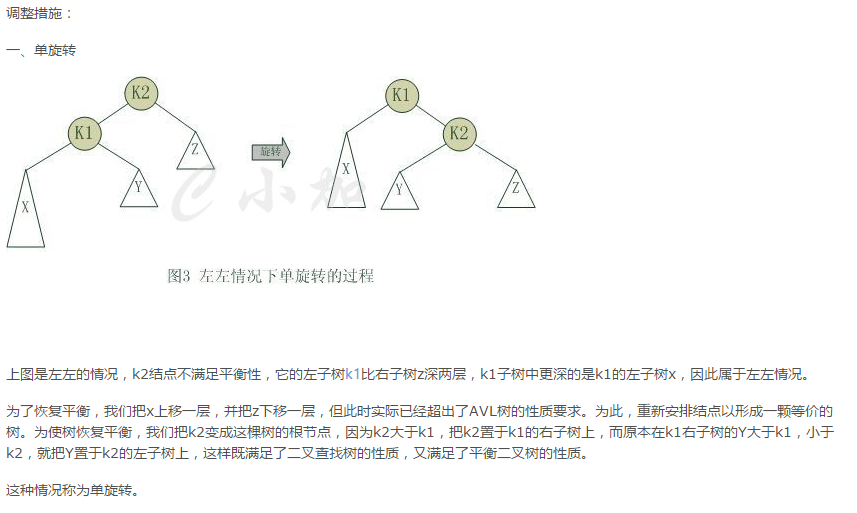 调整措施：
一、单旋转
K2
K1
Z
Y
X
旋转
K1
K2
X
Y
Z
e小柜
图3 左左情况下单旋转的过程
上图是左左的情况，k2结点不满足平衡性，它的左子树k1比右子树z深两层，k1子树中更深的是k1的左子树x，因此属于左左情况。
为了恢复平衡，我们把x上移一层，并把z下移一层，但此时实际已经超出了AVL树的性质要求。为此，重新安排结点以形成一颗等价的
树。为使树恢复平衡，我们把k2变成这棵树的根节点，因为k2大于k1，把k2置于k1的右子树上，而原本在k1右子树的Y大于k1，小于
k2，就把Y置于k2的左子树上，这样既满足了二叉查找树的性质，又满足了平衡二叉树的性质。
这种情况称为单旋转。